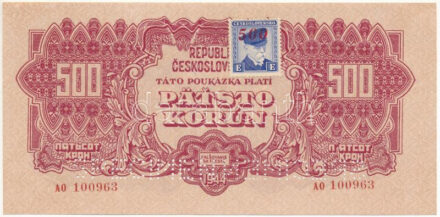 ČESKOSLOVENSKO
500
E E
REPUBLI
ČESKOSLOV
TÁTO POUKÁZKA PLATÍ
500
500
PÄŤSTO
KORÚN
ПЯТЬСОТ
КРОН
ПЯТЬСОТ
КРОН
1944
AO 100963
AO 100963